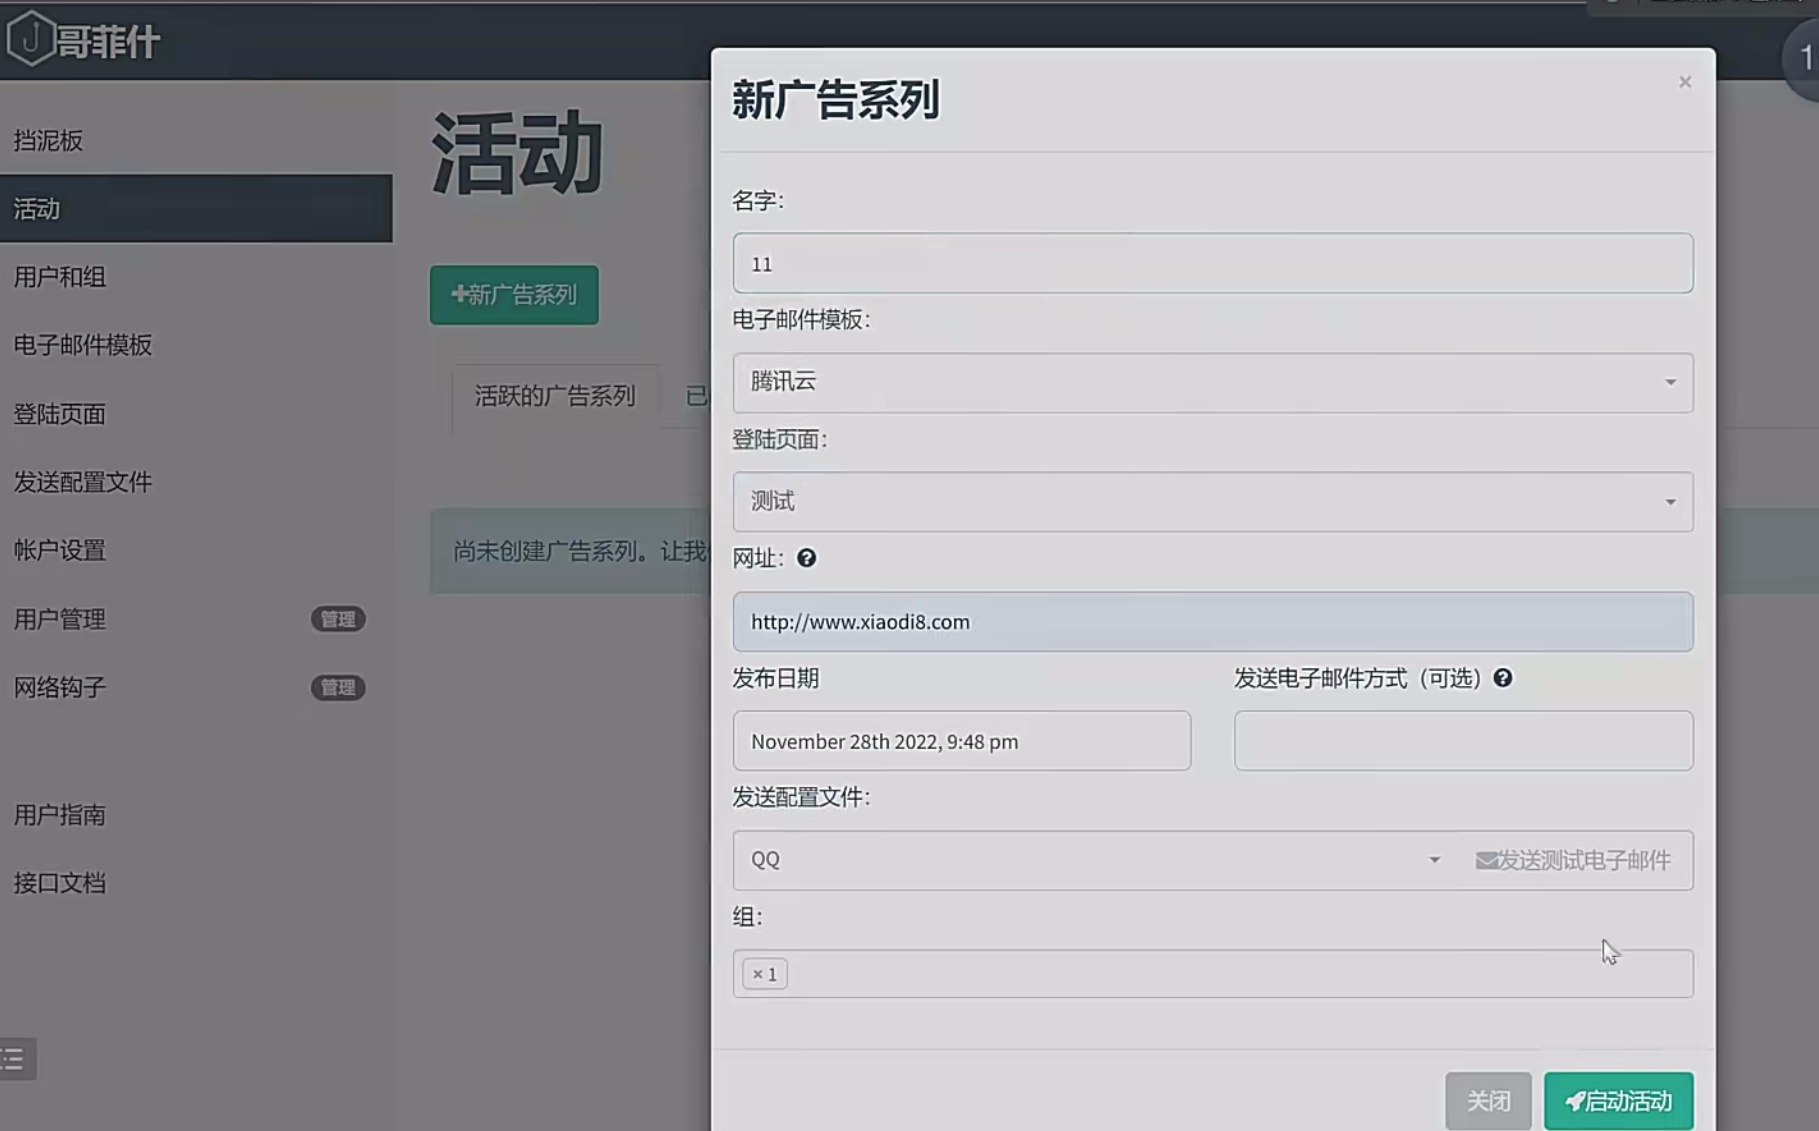 哥菲什
1
挡泥板
活动
用户和组
电子邮件模板
登陆页面
发送配置文件
帐户设置
用户管理 管理
网络钩子 管理
用户指南
接口文档
活动
✚新广告系列
活跃的广告系列 已
尚未创建广告系列。让我
新广告系列
×
名字:
11
电子邮件模板:
腾讯云
登陆页面:
测试
网址: ?
http://www.xiaodi8.com
发布日期
November 28th 2022, 9:48 pm
发送电子邮件方式（可选） ?
发送配置文件:
QQ
发送测试电子邮件
组:
× 1
关闭
启动活动